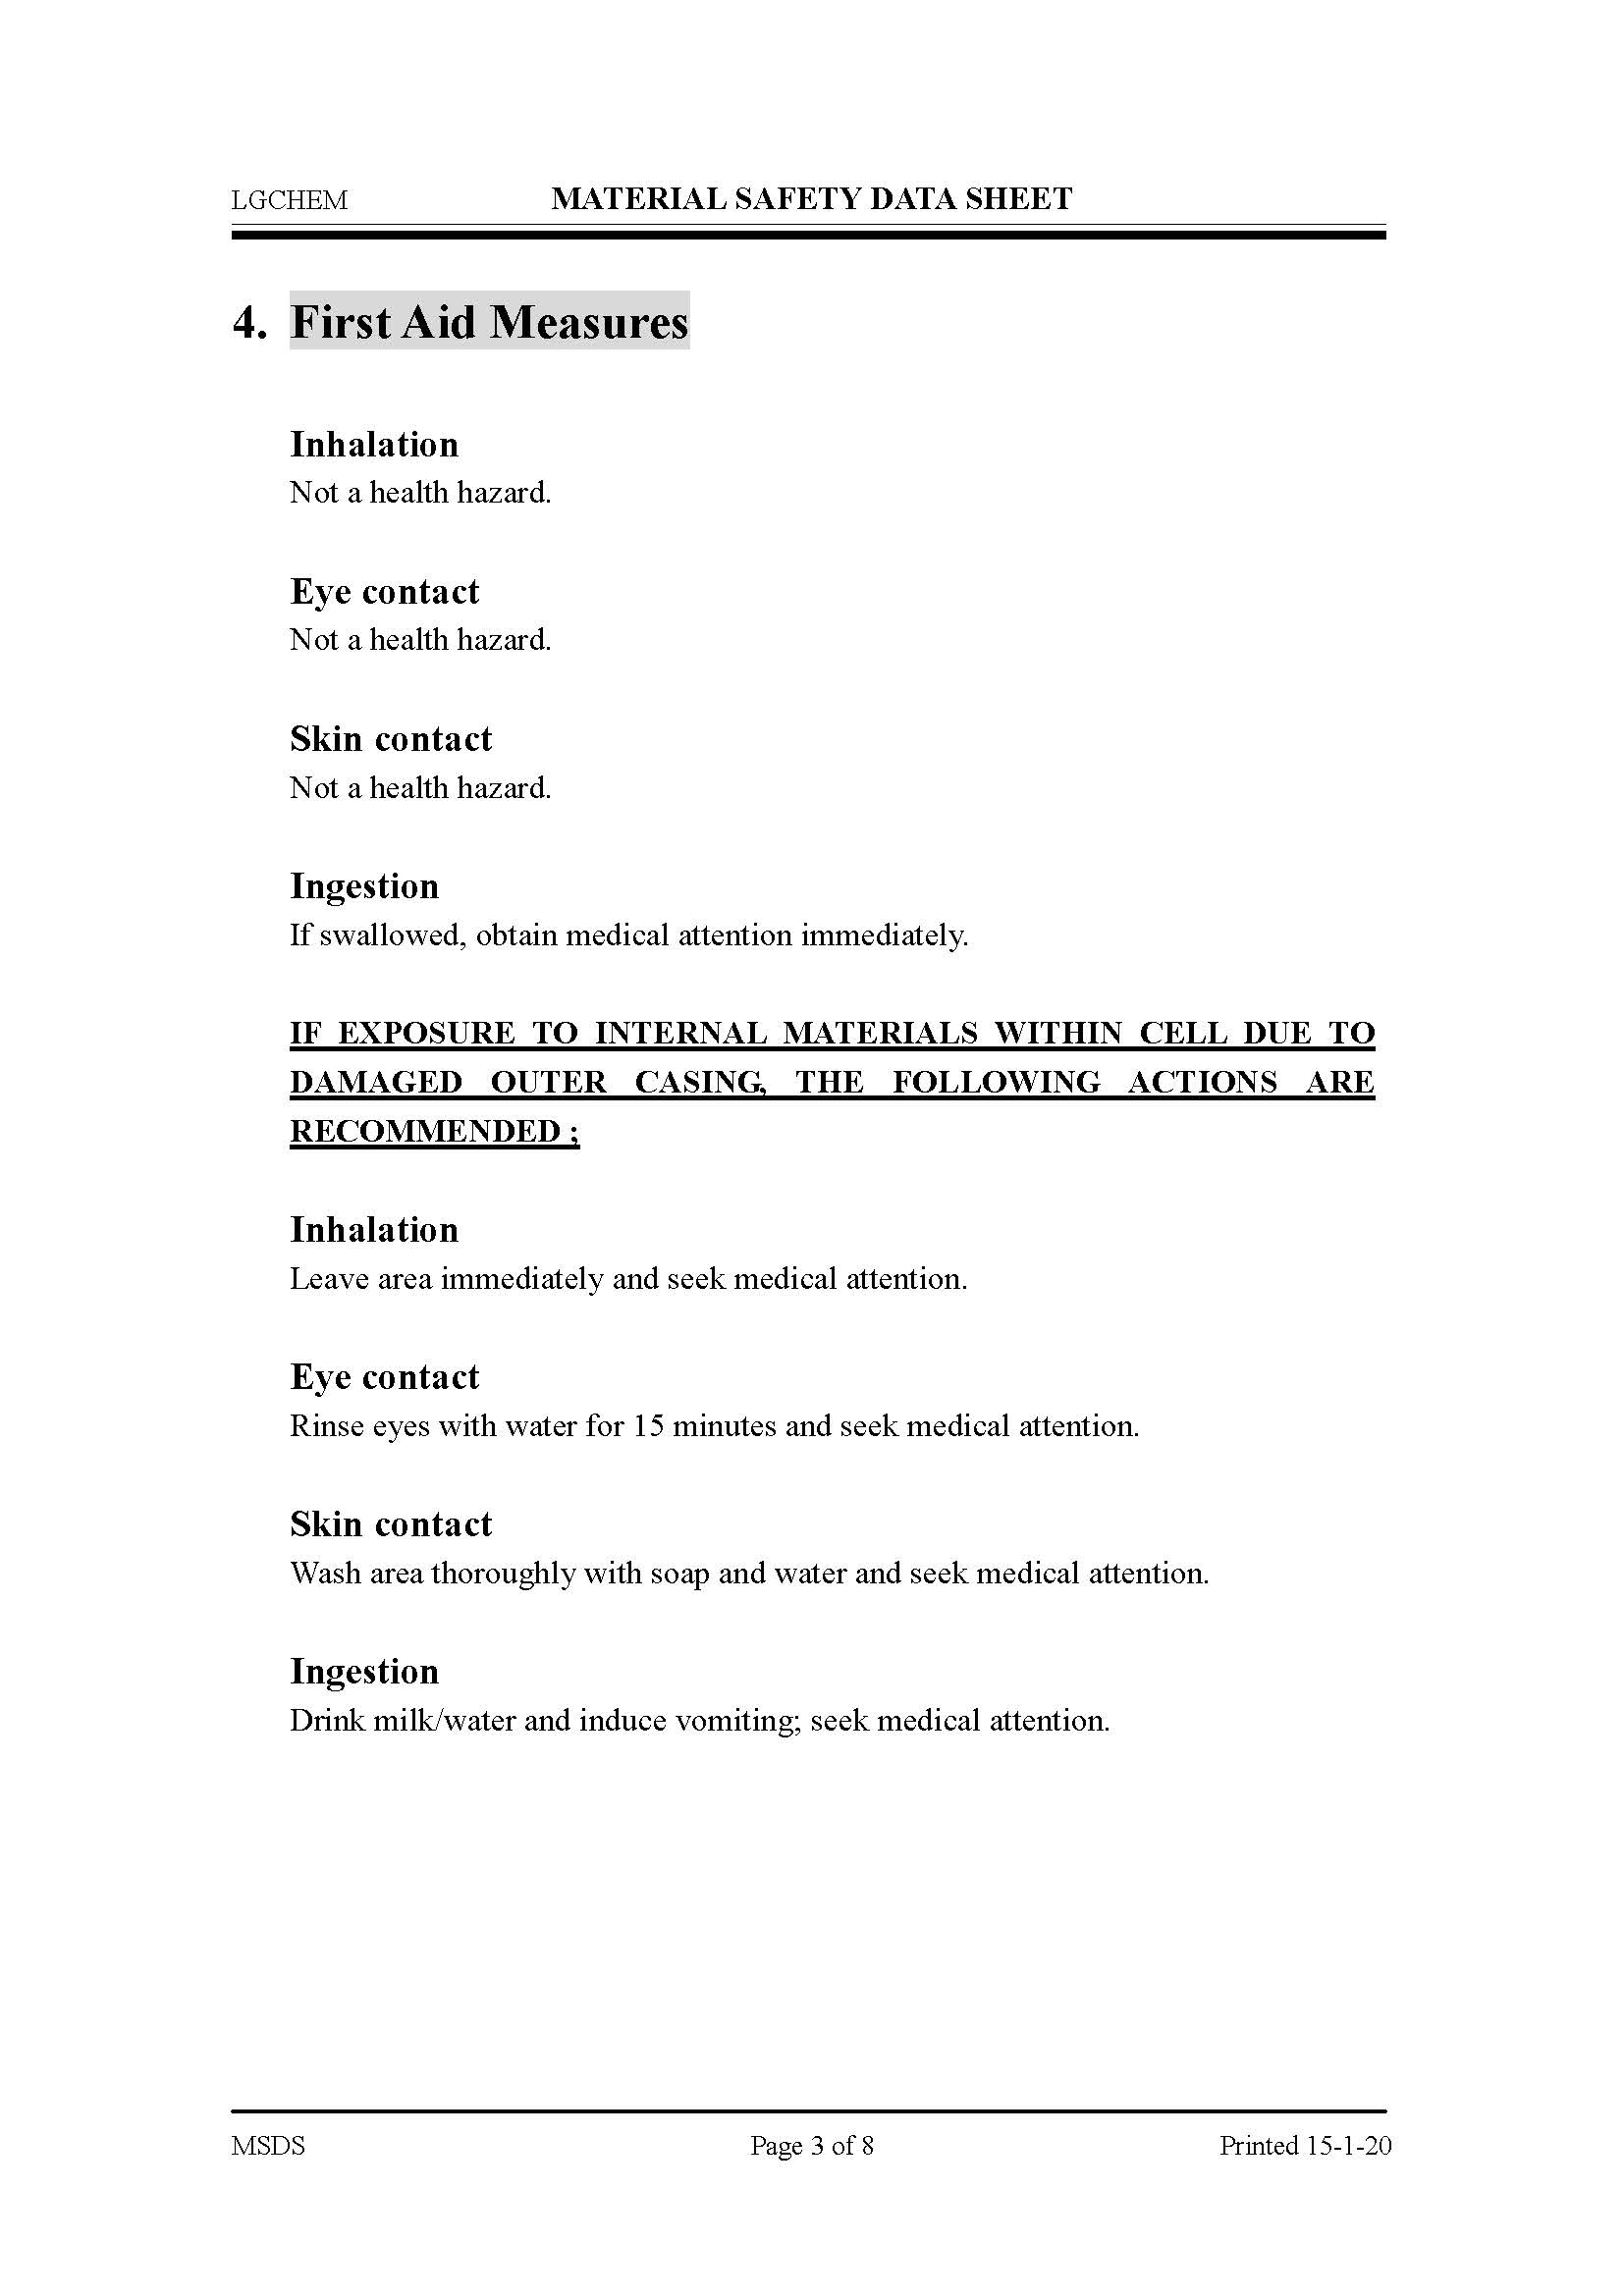 LGCHEM MATERIAL SAFETY DATA SHEET
4. First Aid Measures
Inhalation
Not a health hazard.
Eye contact
Not a health hazard.
Skin contact
Not a health hazard.
Ingestion
If swallowed, obtain medical attention immediately.
IF EXPOSURE TO INTERNAL MATERIALS WITHIN CELL DUE TO
DAMAGED OUTER CASING, THE FOLLOWING ACTIONS ARE
RECOMMENDED ;
Inhalation
Leave area immediately and seek medical attention.
Eye contact
Rinse eyes with water for 15 minutes and seek medical attention.
Skin contact
Wash area thoroughly with soap and water and seek medical attention.
Ingestion
Drink milk/water and induce vomiting; seek medical attention.
MSDS Page 3 of 8 Printed 15-1-20